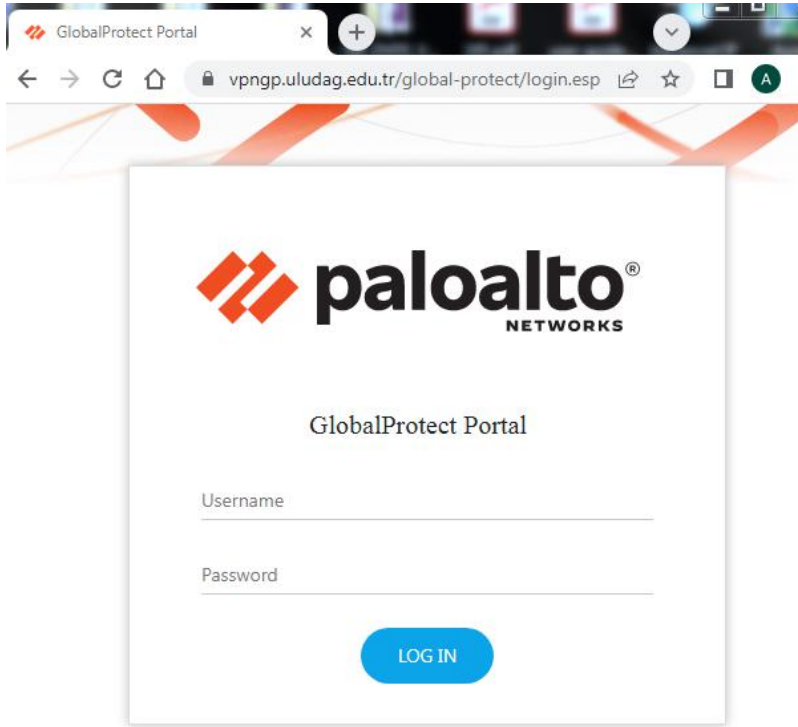 GlobalProtect Portal
vpngp.uludag.edu.tr/global-protect/login.esp
A
paloalto®
NETWORKS
GlobalProtect Portal
Username
Password
LOG IN